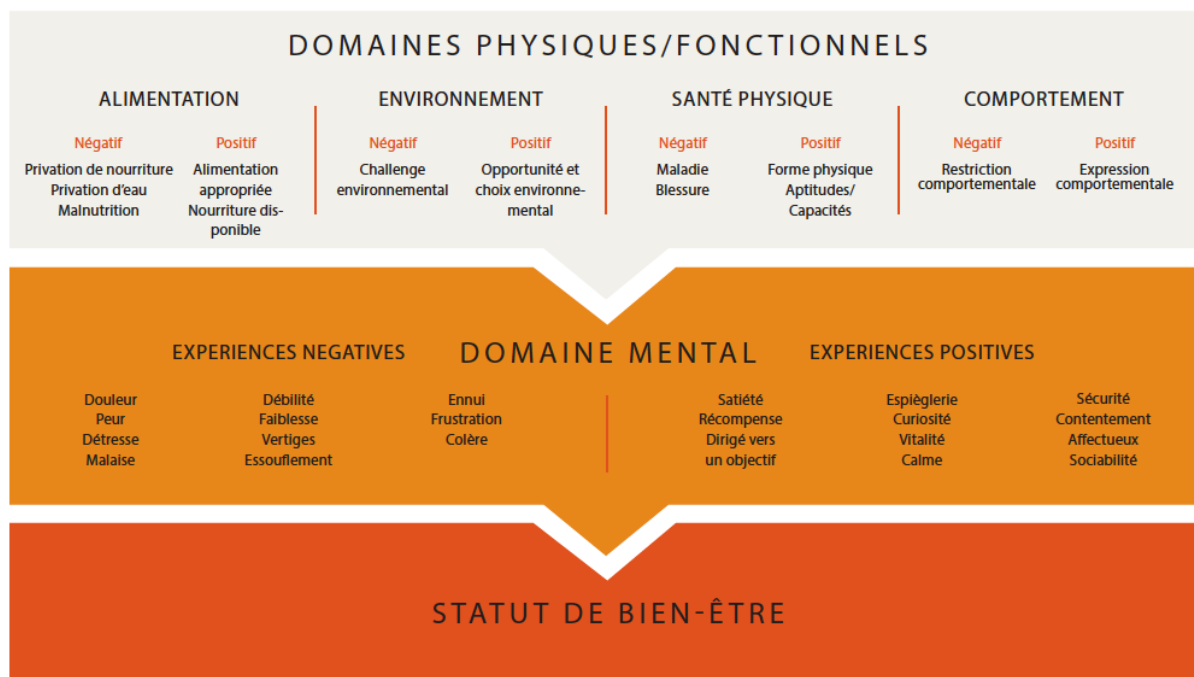 DOMAINES PHYSIQUES/FONCTIONNELS
ALIMENTATION
Négatif
Privation de nourriture
Privation d'eau
Malnutrition
Positif
Alimentation
appropriée
Nourriture dis-
ponible
ENVIRONNEMENT
Négatif
Challenge
environnemental
Positif
Opportunité et
choix environne-
mental
SANTÉ PHYSIQUE
Négatif
Maladie
Blessure
Positif
Forme physique
Aptitudes/
Capacités
COMPORTEMENT
Négatif
Restriction
comportementale
Positif
Expression
comportementale
DOMAINE MENTAL
EXPERIENCES NEGATIVES
Douleur
Peur
Détresse
Malaise
Débilité
Faiblesse
Vertiges
Essouflement
Ennui
Frustration
Colère
EXPERIENCES POSITIVES
Satiété
Récompense
Dirigé vers
un objectif
Espièglerie
Curiosité
Vitalité
Calme
Sécurité
Contentement
Affectueux
Sociabilité
STATUT DE BIEN-ÊTRE